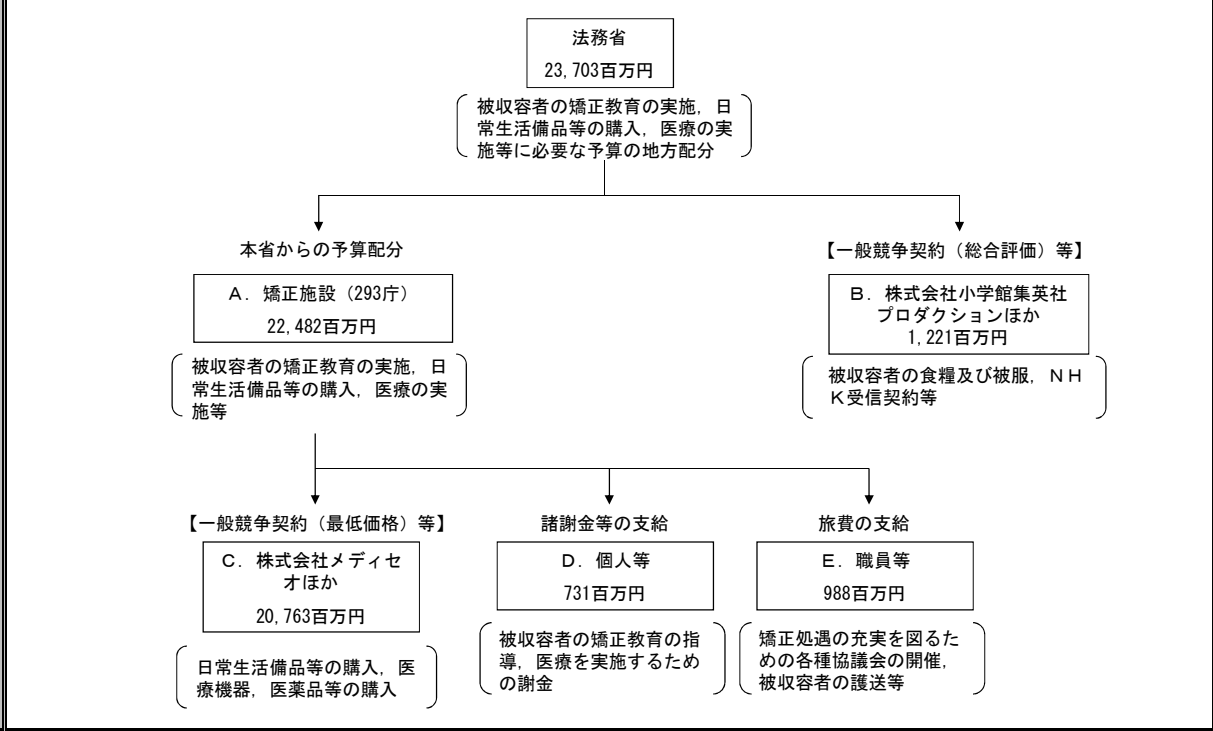 法務省
23,703百万円
被収容者の矯正教育の実施，日
常生活備品等の購入，医療の実
施等に必要な予算の地方配分
本省からの予算配分
【一般競争契約（総合評価）等】
Ａ．矯正施設（293庁）
22,482百万円
Ｂ．株式会社小学館集英社
プロダクションほか
1,221百万円
被収容者の矯正教育の実施，日
常生活備品等の購入，医療の実
施等
被収容者の食糧及び被服，ＮＨ
Ｋ受信契約等
【一般競争契約（最低価格）等】
諸謝金等の支給
旅費の支給
Ｃ．株式会社メディセ
オほか
20,763百万円
Ｄ．個人等
731百万円
Ｅ．職員等
988百万円
日常生活備品等の購入，医
療機器，医薬品等の購入
被収容者の矯正教育の指
導，医療を実施するため
の謝金
矯正処遇の充実を図るた
めの各種協議会の開催，
被収容者の護送等